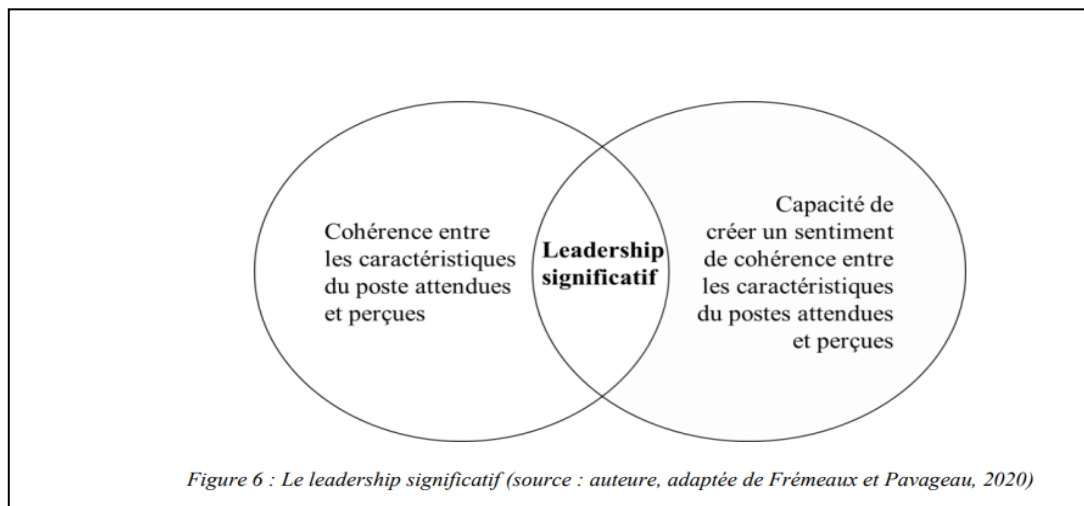 Cohérence entre
les caractéristiques
du poste attendues
et perçues
Leadership
significatif
Capacité de
créer un sentiment
de cohérence entre
les caractéristiques
du postes attendues
et perçues
Figure 6 : Le leadership significatif (source : auteure, adaptée de Frémeaux et Pavageau, 2020)